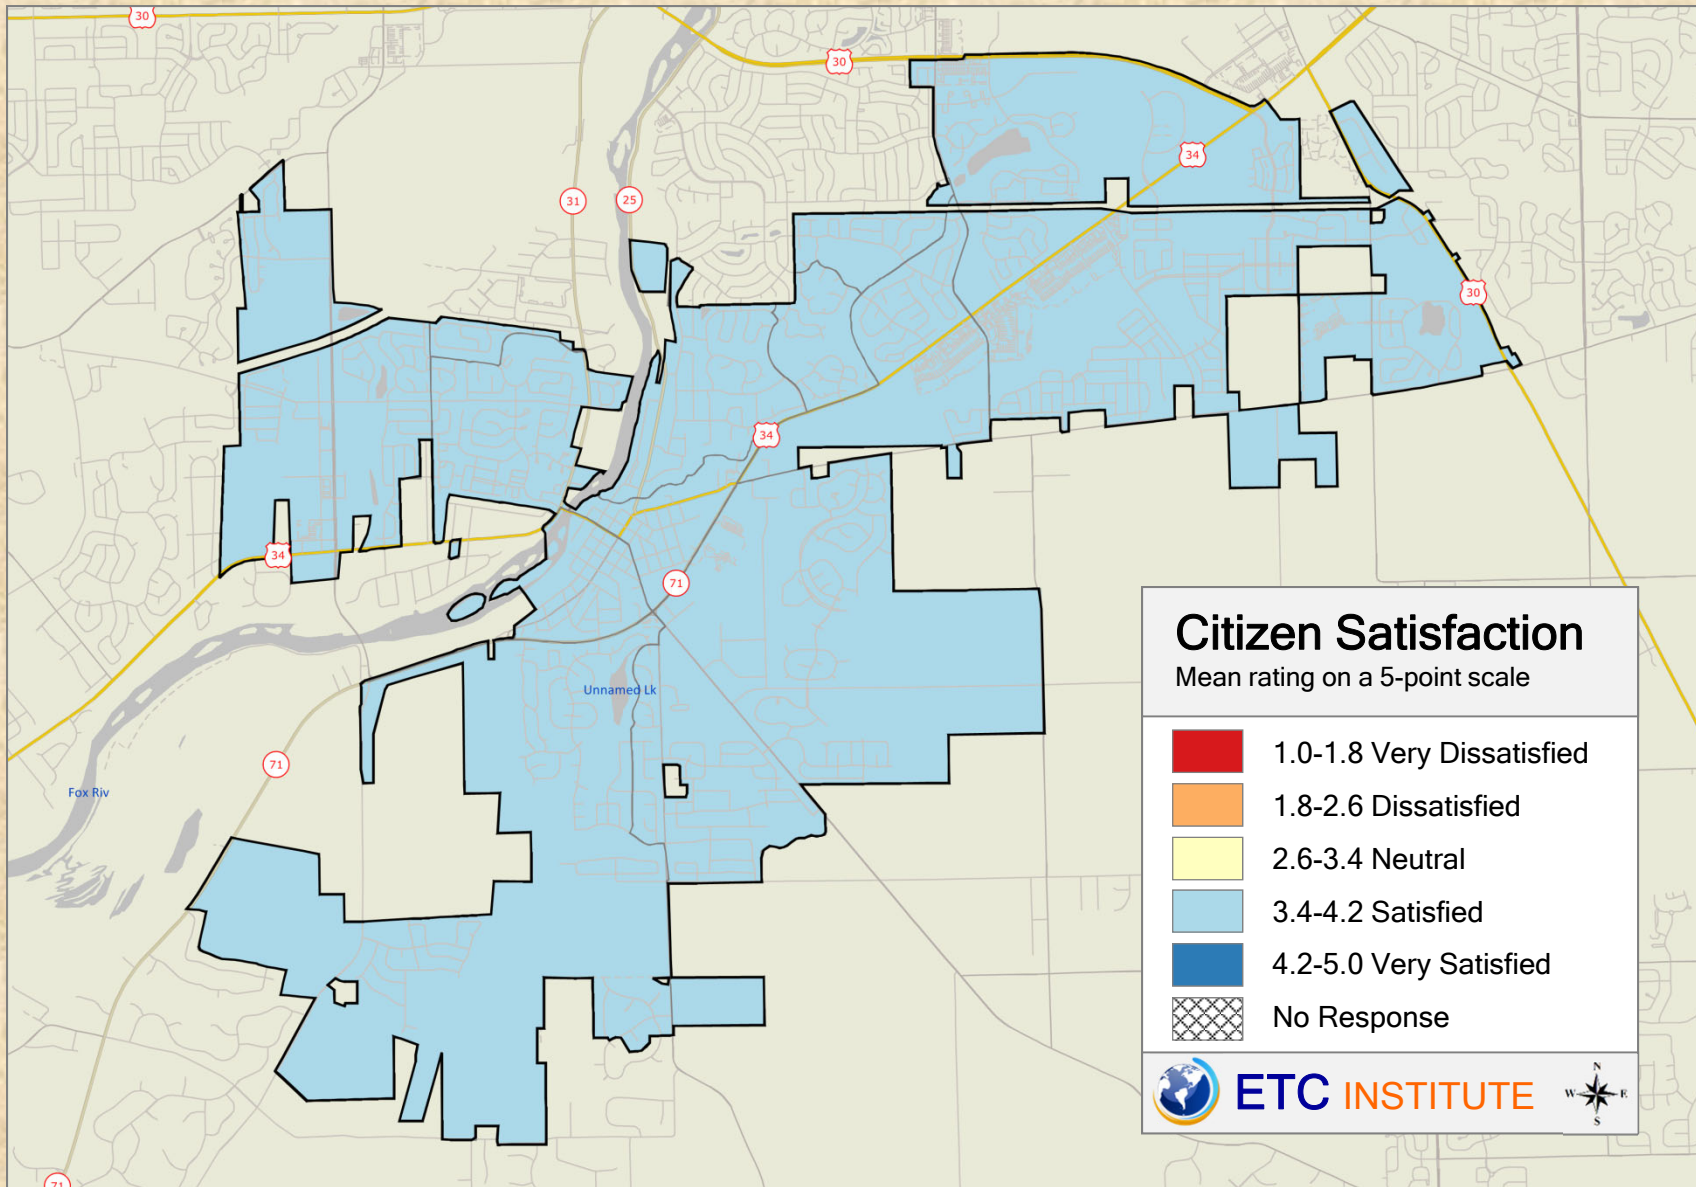 30
30
34
31
25
30
34
34
71
Unnamed Lk
71
Fox Riv
71
Citizen Satisfaction
Mean rating on a 5-point scale
1.0-1.8 Very Dissatisfied
1.8-2.6 Dissatisfied
2.6-3.4 Neutral
3.4-4.2 Satisfied
4.2-5.0 Very Satisfied
No Response
ETC INSTITUTE
N
W E
S